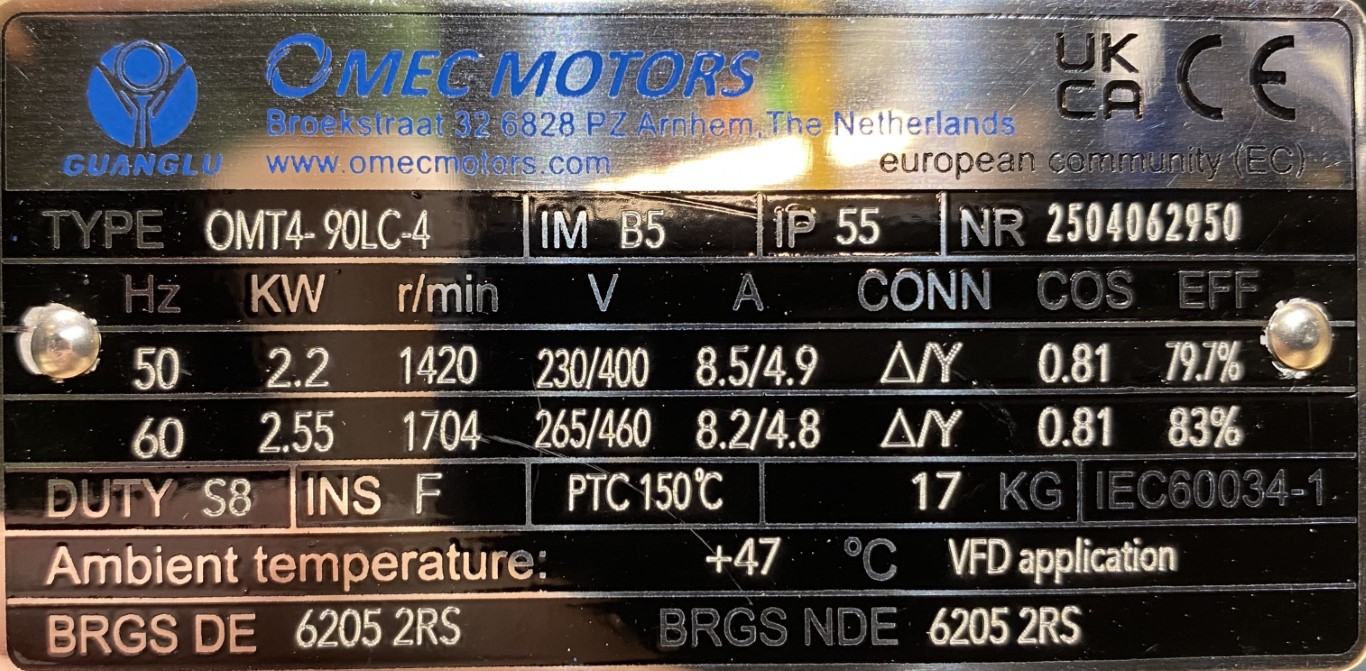 OMEC MOTORS
UK
CA CE
Broekstraat 32 6828 PZ Arnhem, The Netherlands
GUANGLU
www.omecmotors.com
european community (EC)
TYPE OMT4-90LC-4 IM B5 IP 55 NR 2504062950
Hz KW r/min V A CONN COS EFF
50 2.2 1420 230/400 8.5/4.9 Δ/Y 0.81 79.7%
60 2.55 1704 265/460 8.2/4.8 Δ/Y 0.81 83%
DUTY S8 INS F PTC 150℃ 17 KG IEC60034-1
Ambient temperature: +47 °C VFD application
BRGS DE 6205 2RS BRGS NDE 6205 2RS